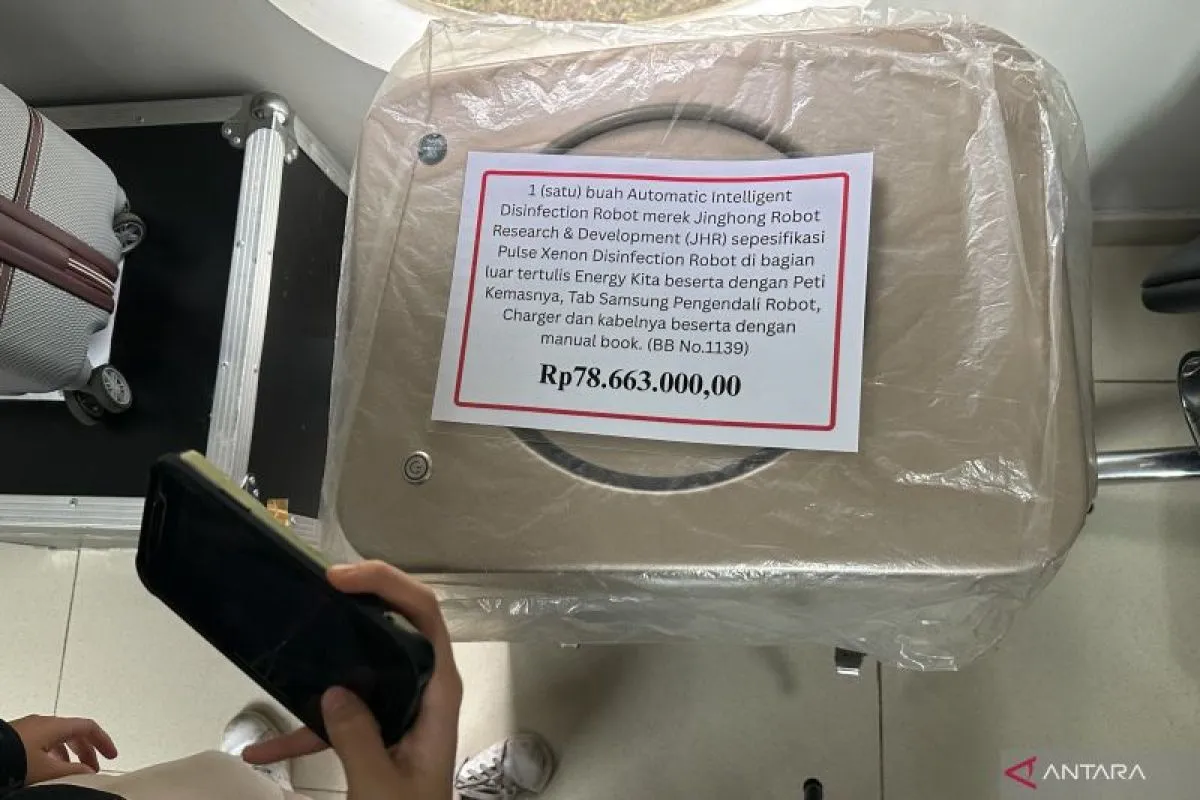 1 (satu) buah Automatic Intelligent
Disinfection Robot merek Jinghong Robot
Research & Development (JHR) sepesifikasi
Pulse Xenon Disinfection Robot di bagian
luar tertulis Energy Kita beserta dengan Peti
Kemasnya, Tab Samsung Pengendali Robot,
Charger dan kabelnya beserta dengan
manual book. (BB No.1139)
Rp78.663.000,00
ANTARA